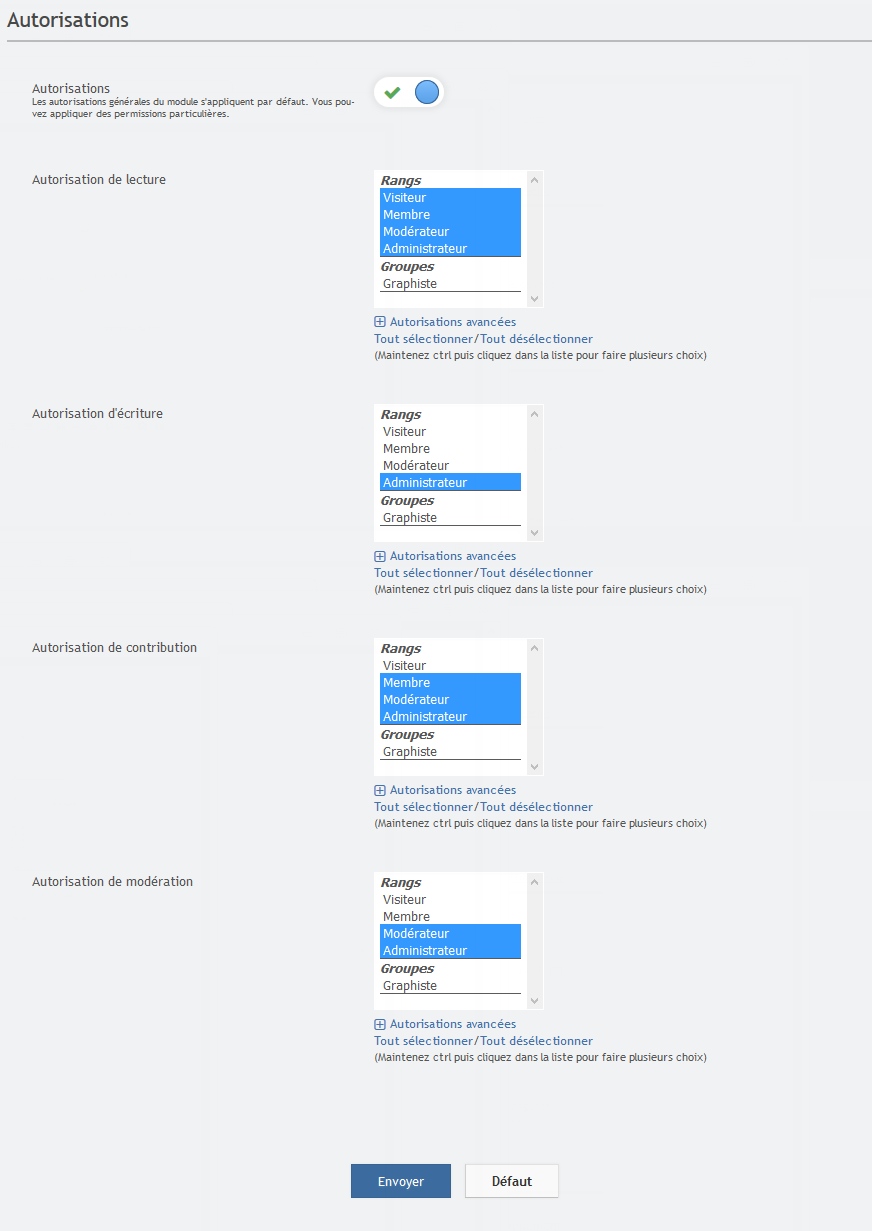 Autorisations
Autorisations
Les autorisations générales du module s'appliquent par défaut. Vous pou-
vez appliquer des permissions particulières.
Autorisation de lecture
Rangs
Visiteur
Membre
Modérateur
Administrateur
Groupes
Graphiste
Autorisations avancées
Tout sélectionner/Tout désélectionner
(Maintenez ctrl puis cliquez dans la liste pour faire plusieurs choix)
Autorisation d'écriture
Rangs
Visiteur
Membre
Modérateur
Administrateur
Groupes
Graphiste
Autorisations avancées
Tout sélectionner/Tout désélectionner
(Maintenez ctrl puis cliquez dans la liste pour faire plusieurs choix)
Autorisation de contribution
Rangs
Visiteur
Membre
Modérateur
Administrateur
Groupes
Graphiste
Autorisations avancées
Tout sélectionner/Tout désélectionner
(Maintenez ctrl puis cliquez dans la liste pour faire plusieurs choix)
Autorisation de modération
Rangs
Visiteur
Membre
Modérateur
Administrateur
Groupes
Graphiste
Autorisations avancées
Tout sélectionner/Tout désélectionner
(Maintenez ctrl puis cliquez dans la liste pour faire plusieurs choix)
Envoyer Défaut